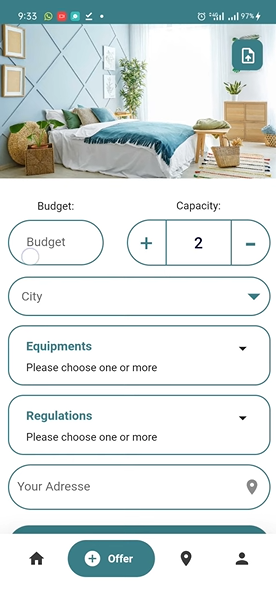 9:33
97%
Budget:
Capacity:
Budget
+
2
-
City
Equipments
Please choose one or more
Regulations
Please choose one or more
Your Adresse
Offer